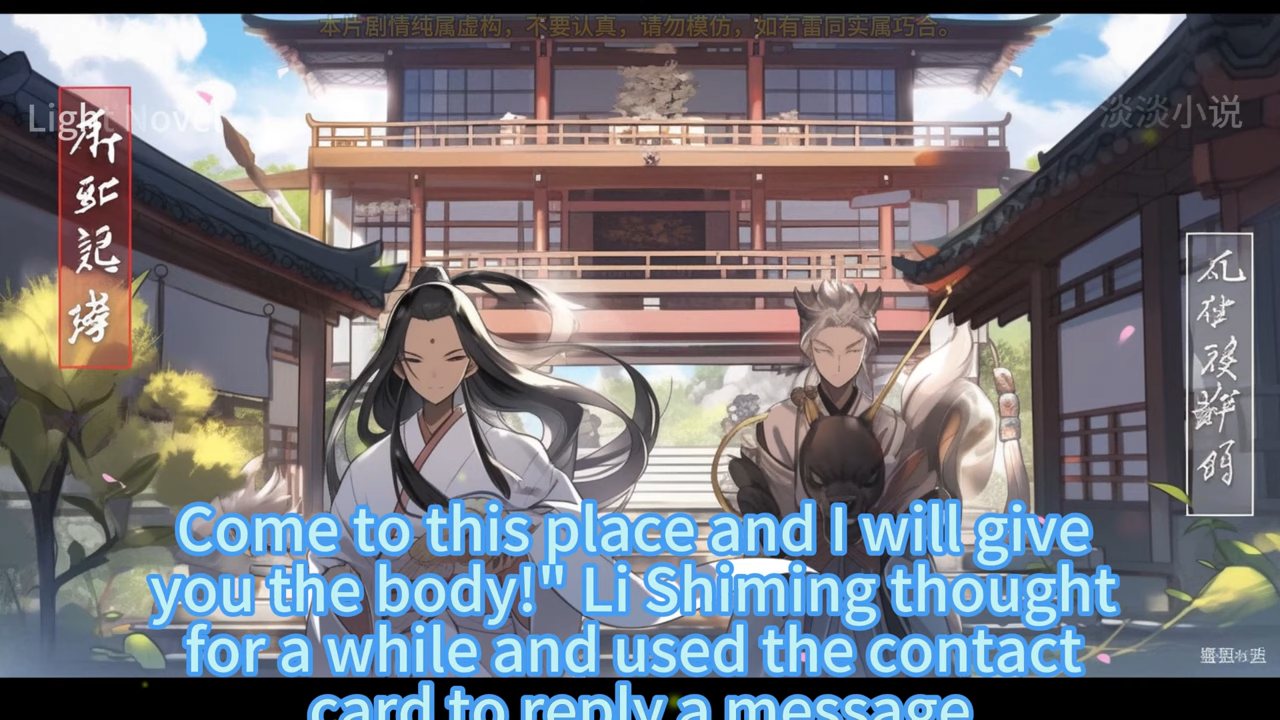 本片剧情纯属虚构，不要认真，请勿模仿，如有雷同实属巧合。
Light Novel
淡淡小说
Come to this place and I will give
you the body!" Li Shiming thought
for a while and used the contact
card to reply a message